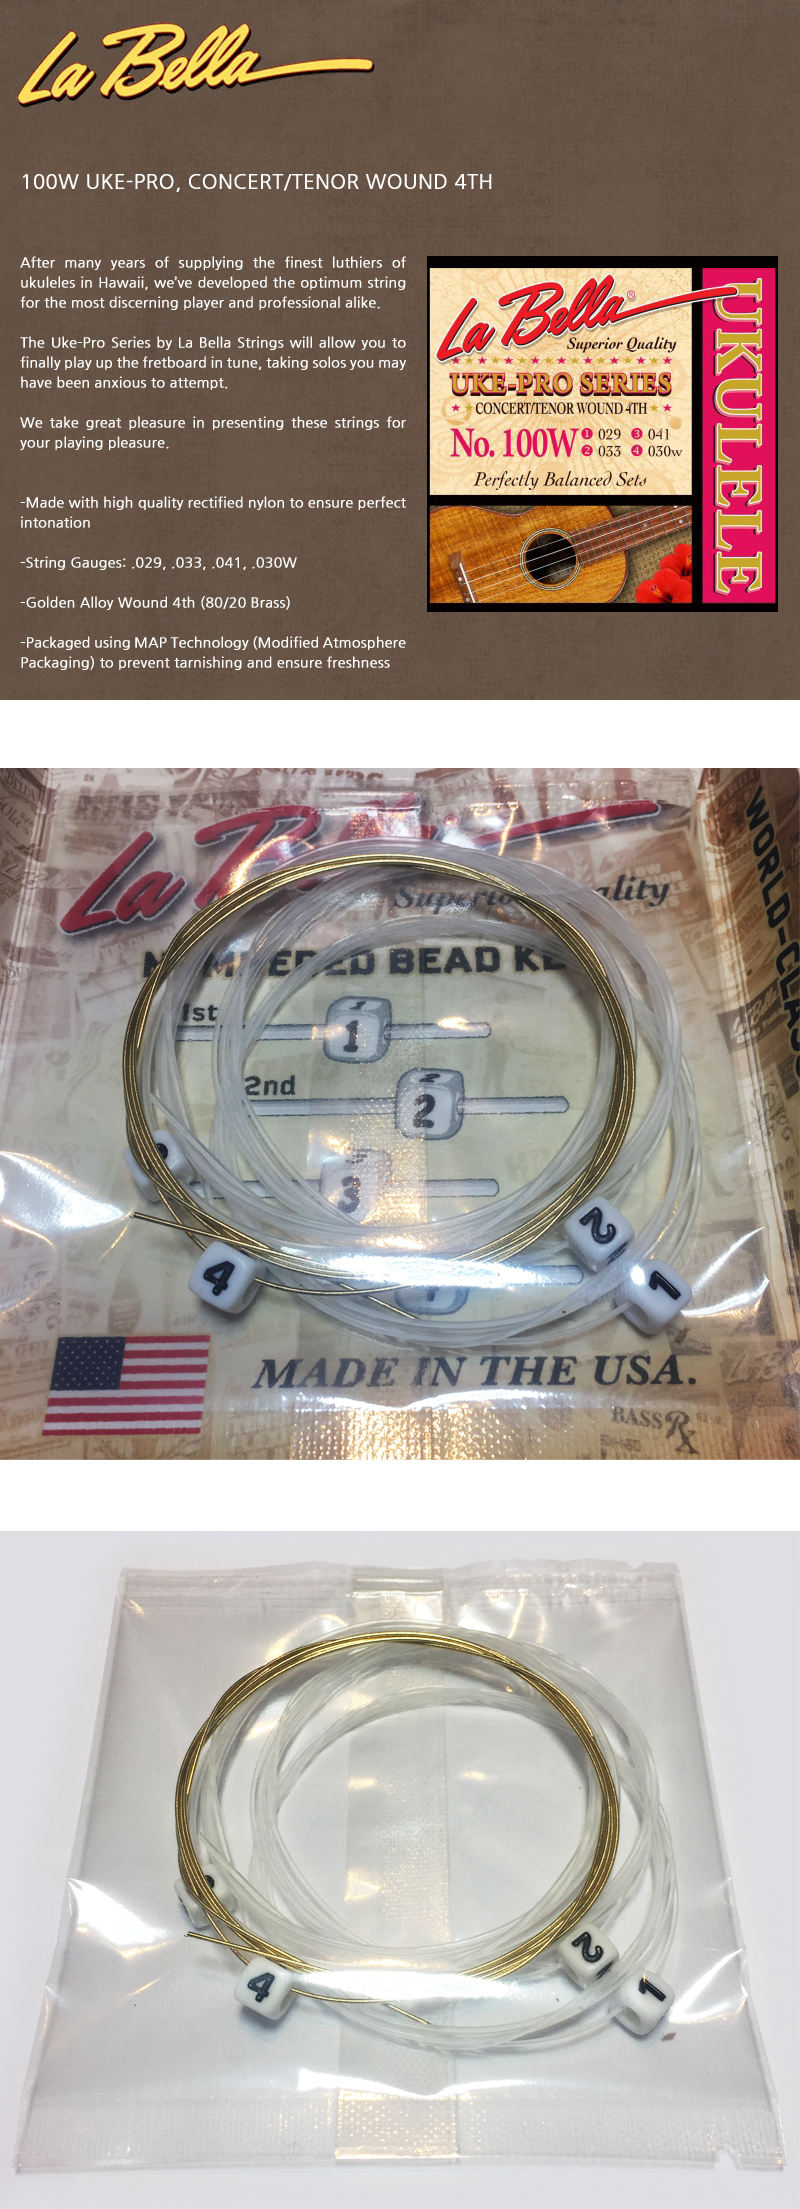 La Bella
100W UKE-PRO, CONCERT/TENOR WOUND 4TH
After many years of supplying the finest luthiers of
ukuleles in Hawaii, we've developed the optimum string
for the most discerning player and professional alike.
The Uke-Pro Series by La Bella Strings will allow you to
finally play up the fretboard in tune, taking solos you may
have been anxious to attempt.
We take great pleasure in presenting these strings for
your playing pleasure.
-Made with high quality rectified nylon to ensure perfect
intonation
-String Gauges: .029, .033, .041, .030W
-Golden Alloy Wound 4th (80/20 Brass)
-Packaged using MAP Technology (Modified Atmosphere
Packaging) to prevent tarnishing and ensure freshness
La Bella®
Superior Quality
UKE-PRO SERIES
CONCERT/TENOR WOUND 4TH
No. 100W
1 029 3 041
2 033 4 030w
Perfectly Balanced Sets
UKULELE
La
Superior Quality
NUMBERED BEAD
1st
1
2nd
2
3
4
2
1
MADE IN THE USA.
BASS Rx
WORLD-CLASS
4
2
1